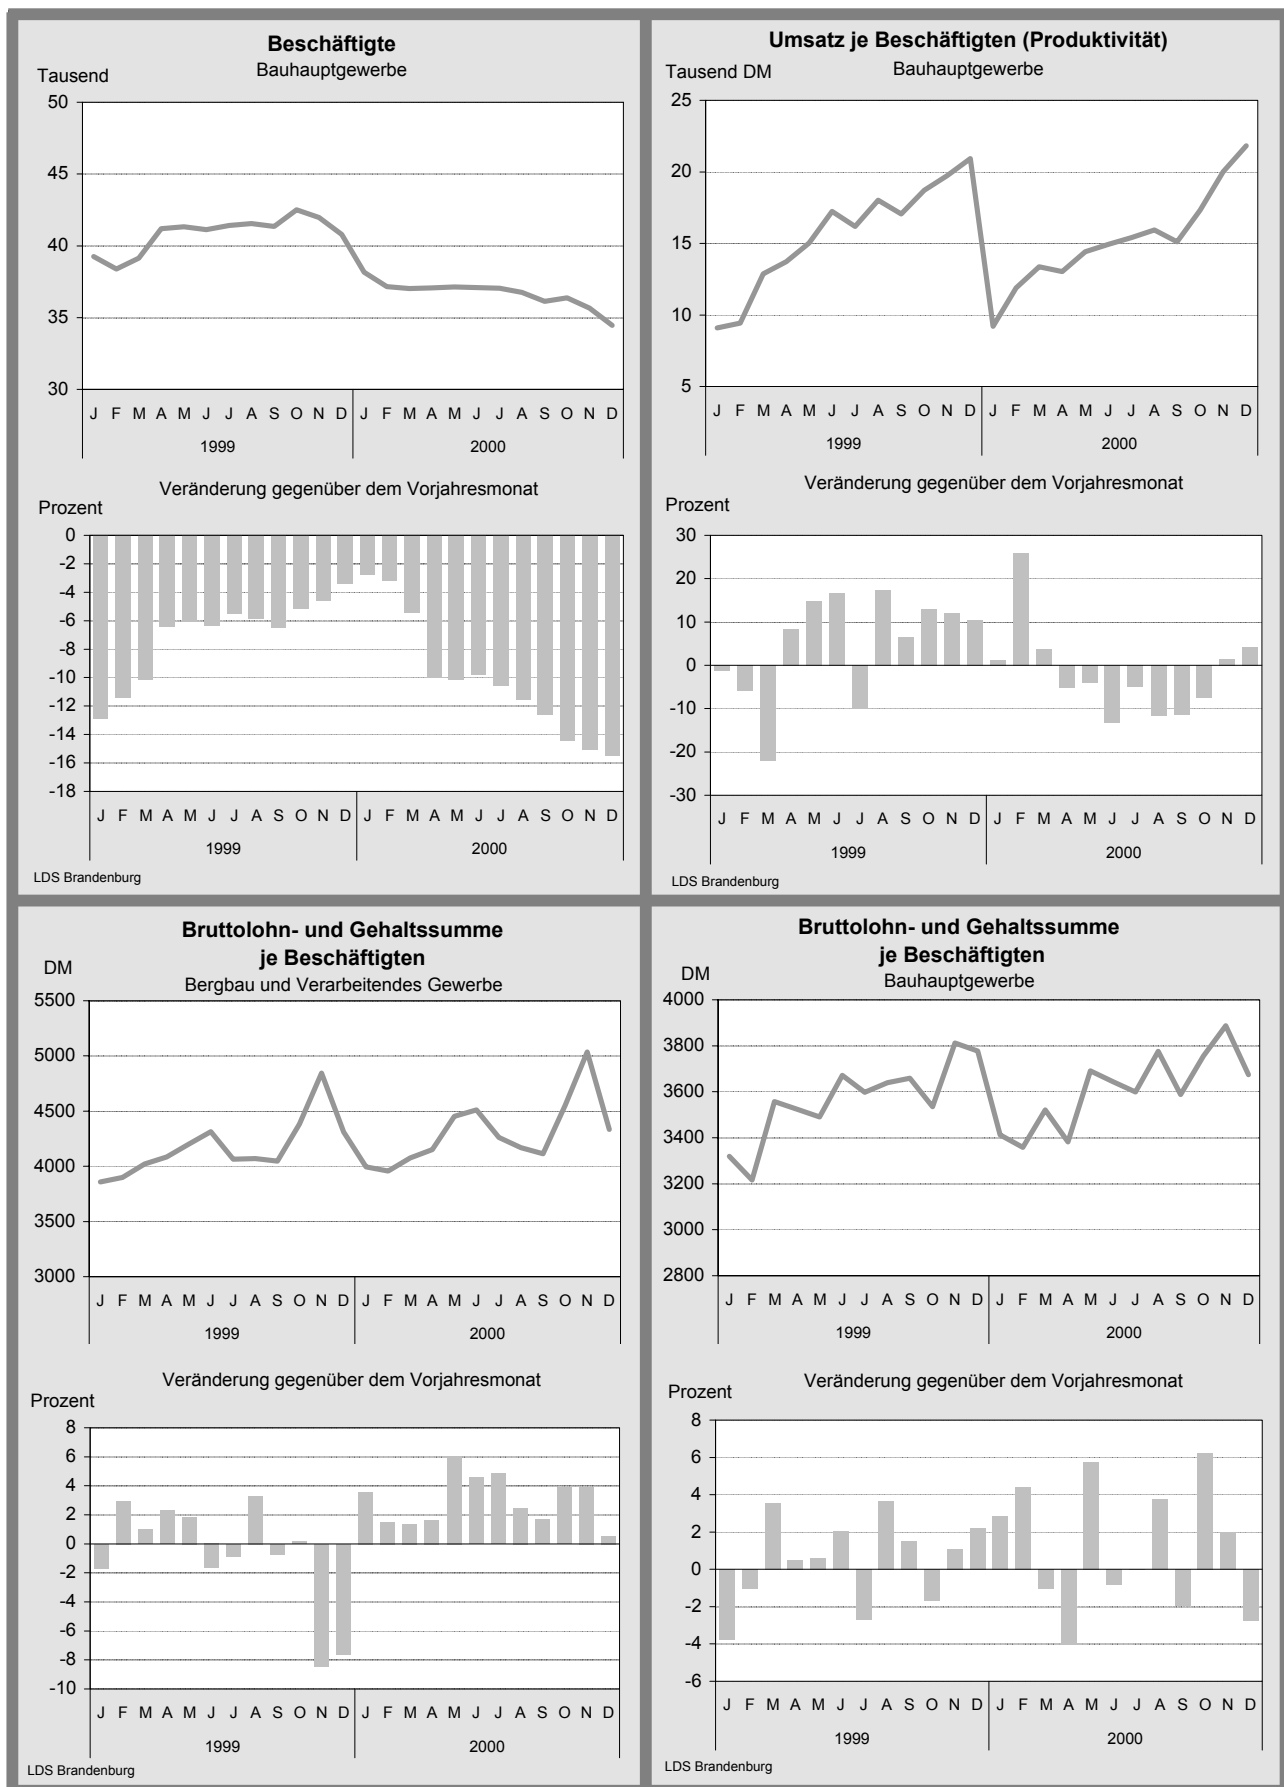 Beschäftigte
Bauhauptgewerbe
Tausend
50
45
40
35
30
J F M A M J J A S O N D J F M A M J J A S O N D
1999 2000
Veränderung gegenüber dem Vorjahresmonat
Prozent
0
-2
-4
-6
-8
-10
-12
-14
-16
-18
J F M A M J J A S O N D J F M A M J J A S O N D
1999 2000
LDS Brandenburg
Umsatz je Beschäftigten (Produktivität)
Bauhauptgewerbe
Tausend DM
25
20
15
10
5
J F M A M J J A S O N D J F M A M J J A S O N D
1999 2000
Veränderung gegenüber dem Vorjahresmonat
Prozent
30
20
10
0
-10
-20
-30
J F M A M J J A S O N D J F M A M J J A S O N D
1999 2000
LDS Brandenburg
Bruttolohn- und Gehaltssumme
je Beschäftigten
DM
Bergbau und Verarbeitendes Gewerbe
5500
5000
4500
4000
3500
3000
J F M A M J J A S O N D J F M A M J J A S O N D
1999 2000
Veränderung gegenüber dem Vorjahresmonat
Prozent
8
6
4
2
0
-2
-4
-6
-8
-10
J F M A M J J A S O N D J F M A M J J A S O N D
1999 2000
LDS Brandenburg
Bruttolohn- und Gehaltssumme
je Beschäftigten
DM
Bauhauptgewerbe
4000
3800
3600
3400
3200
3000
2800
J F M A M J J A S O N D J F M A M J J A S O N D
1999 2000
Veränderung gegenüber dem Vorjahresmonat
Prozent
8
6
4
2
0
-2
-4
-6
J F M A M J J A S O N D J F M A M J J A S O N D
1999 2000
LDS Brandenburg